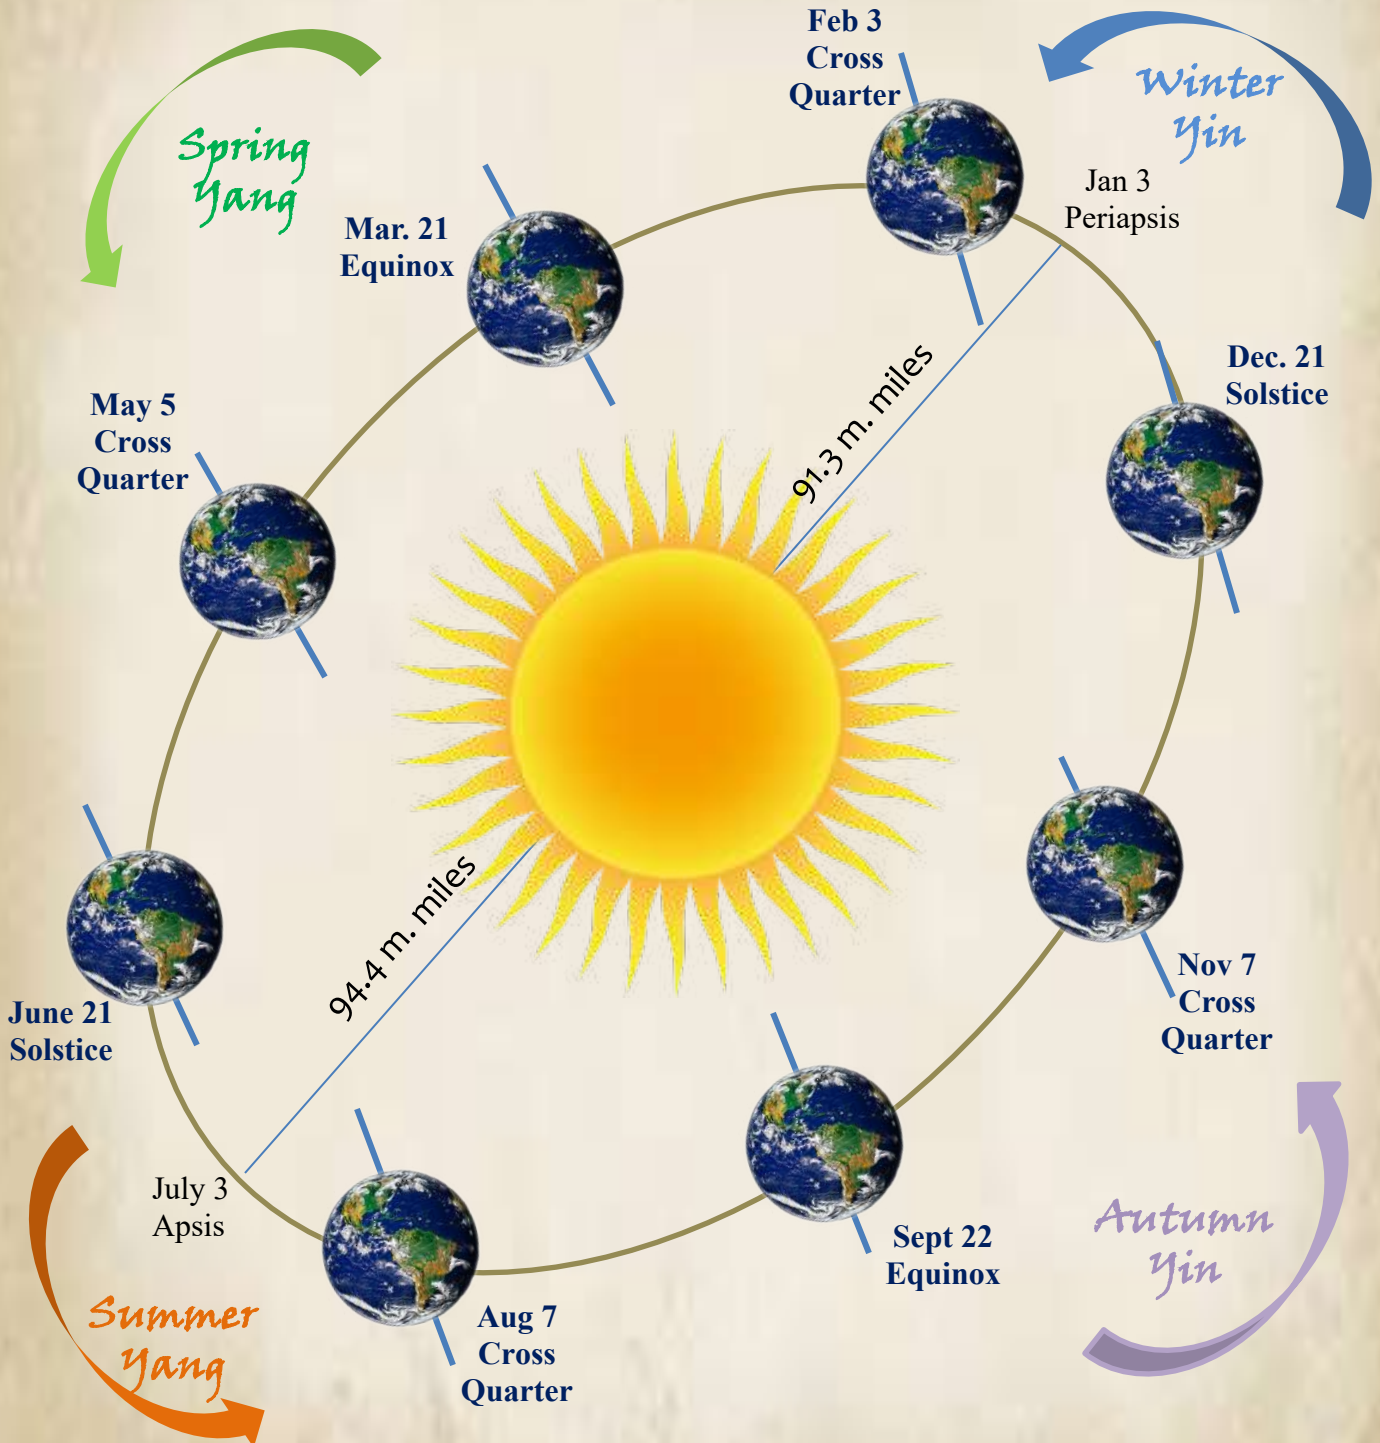 Feb 3
Cross
Quarter
Winter
Yin
Spring
Yang
Jan 3
Periapsis
Mar. 21
Equinox
Dec. 21
Solstice
91.3 m. miles
May 5
Cross
Quarter
94.4 m. miles
Nov 7
Cross
Quarter
June 21
Solstice
July 3
Apsis
Autumn
Yin
Sept 22
Equinox
Summer
Yang
Aug 7
Cross
Quarter